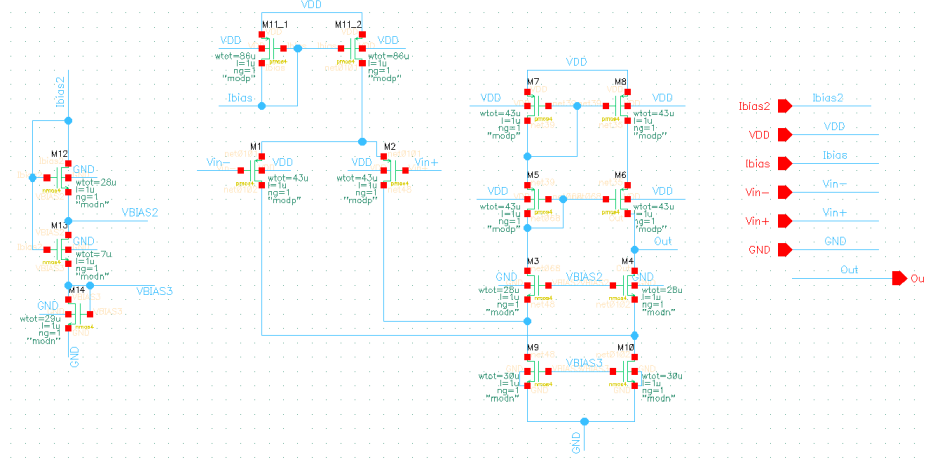 VDD
M11_1
M11_2
VDD
VDD
wtot=86u
l=1u
ng=1
"modp"
wtot=86u
l=1u
ng=1
"modp"
Ibias
Ibias2
M12
GND
wtot=28u
l=1u
ng=1
"modn"
VBIAS2
M13
GND
wtot=7u
l=1u
ng=1
"modn"
VBIAS3
M14
GND
wtot=29u
l=1u
ng=1
"modn"
GND
M1
Vin-
VDD
wtot=43u
l=1u
ng=1
"modp"
M2
VDD
Vin+
wtot=43u
l=1u
ng=1
"modp"
VDD
M7
M8
VDD
VDD
wtot=43u
l=1u
ng=1
"modp"
wtot=43u
l=1u
ng=1
"modp"
M5
M6
VDD
VDD
wtot=43u
l=1u
ng=1
"modp"
wtot=43u
l=1u
ng=1
"modp"
Out
M3
M4
GND
VBIAS2
GND
wtot=28u
l=1u
ng=1
"modn"
wtot=28u
l=1u
ng=1
"modn"
M9
M10
VBIAS3
wtot=30u
l=1u
ng=1
"modn"
wtot=30u
l=1u
ng=1
"modn"
GND
Ibias2
Ibias2
VDD
VDD
Ibias
Ibias
Vin-
Vin-
Vin+
Vin+
GND
GND
Out
Ou